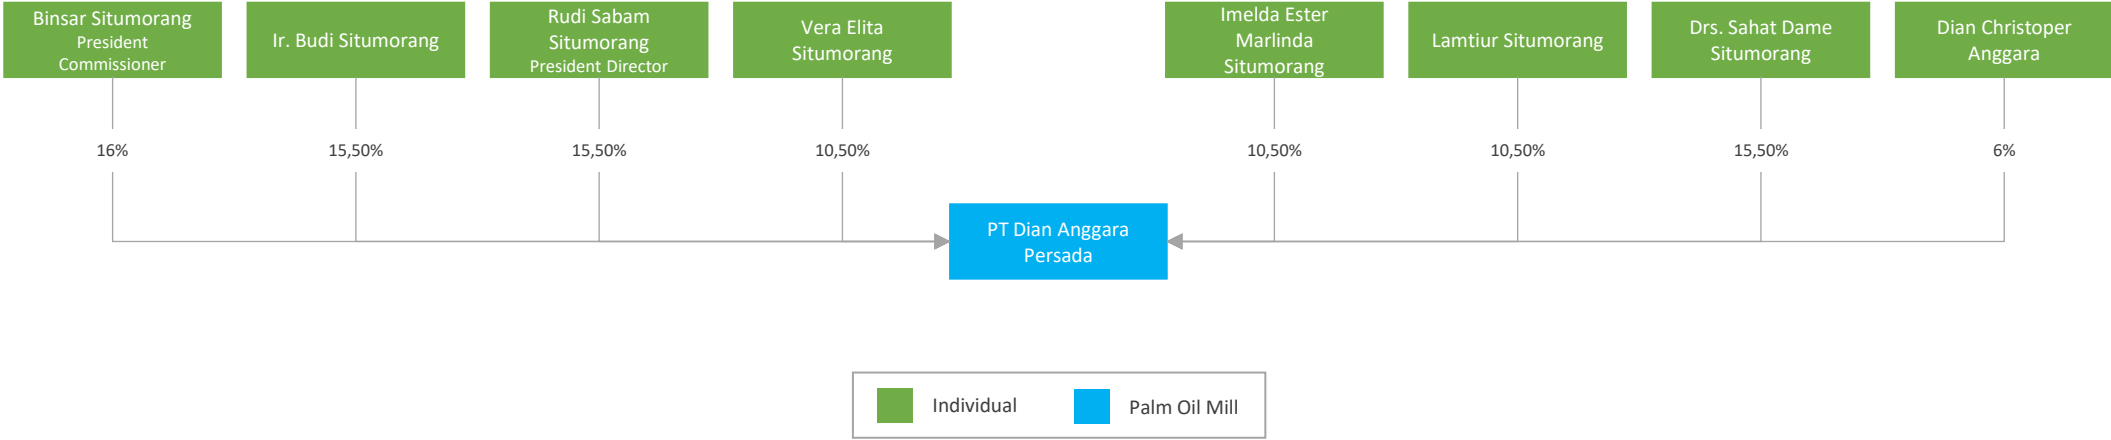 Binsar Situmorang
President
Commissioner
Ir. Budi Situmorang
Rudi Sabam
Situmorang
President Director
Vera Elita
Situmorang
Imelda Ester
Marlinda
Situmorang
Lamtiur Situmorang
Drs. Sahat Dame
Situmorang
Dian Christoper
Anggara
16%
15,50%
15,50%
10,50%
10,50%
10,50%
15,50%
6%
PT Dian Anggara
Persada
Individual
Palm Oil Mill